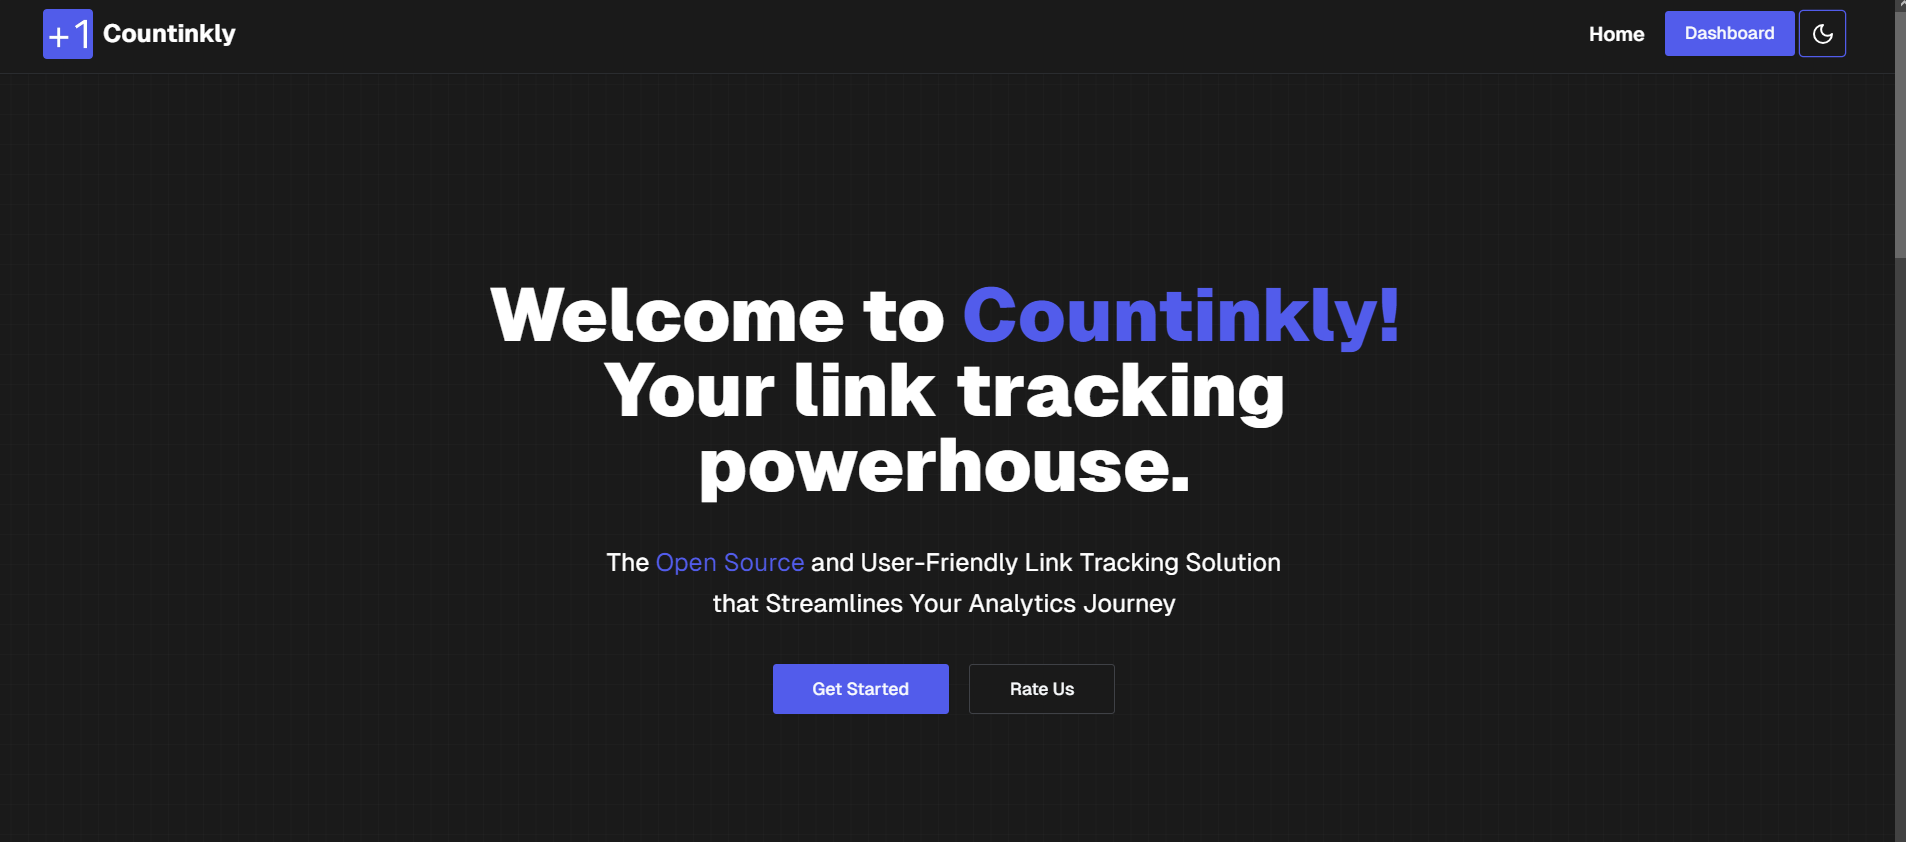 +1 Countinkly
Home
Dashboard
Welcome to Countinkly!
Your link tracking
powerhouse.
The Open Source and User-Friendly Link Tracking Solution
that Streamlines Your Analytics Journey
Get Started
Rate Us